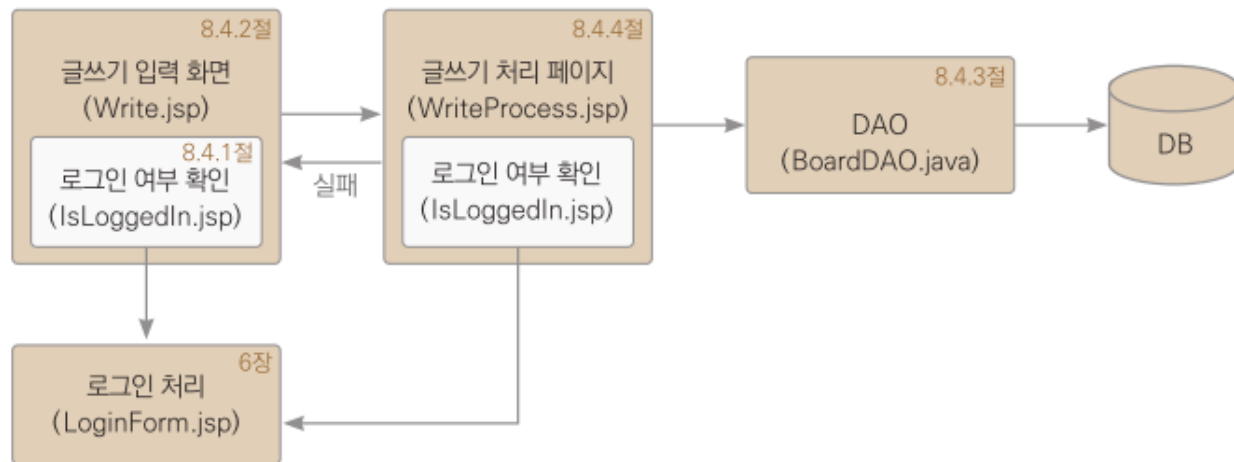 8.4.2절
글쓰기 입력 화면
(Write.jsp)
8.4.1절
로그인 여부 확인
(IsLoggedIn.jsp)
실패
8.4.4절
글쓰기 처리 페이지
(WriteProcess.jsp)
로그인 여부 확인
(IsLoggedIn.jsp)
8.4.3절
DAO
(BoardDAO.java)
DB
6장
로그인 처리
(LoginForm.jsp)